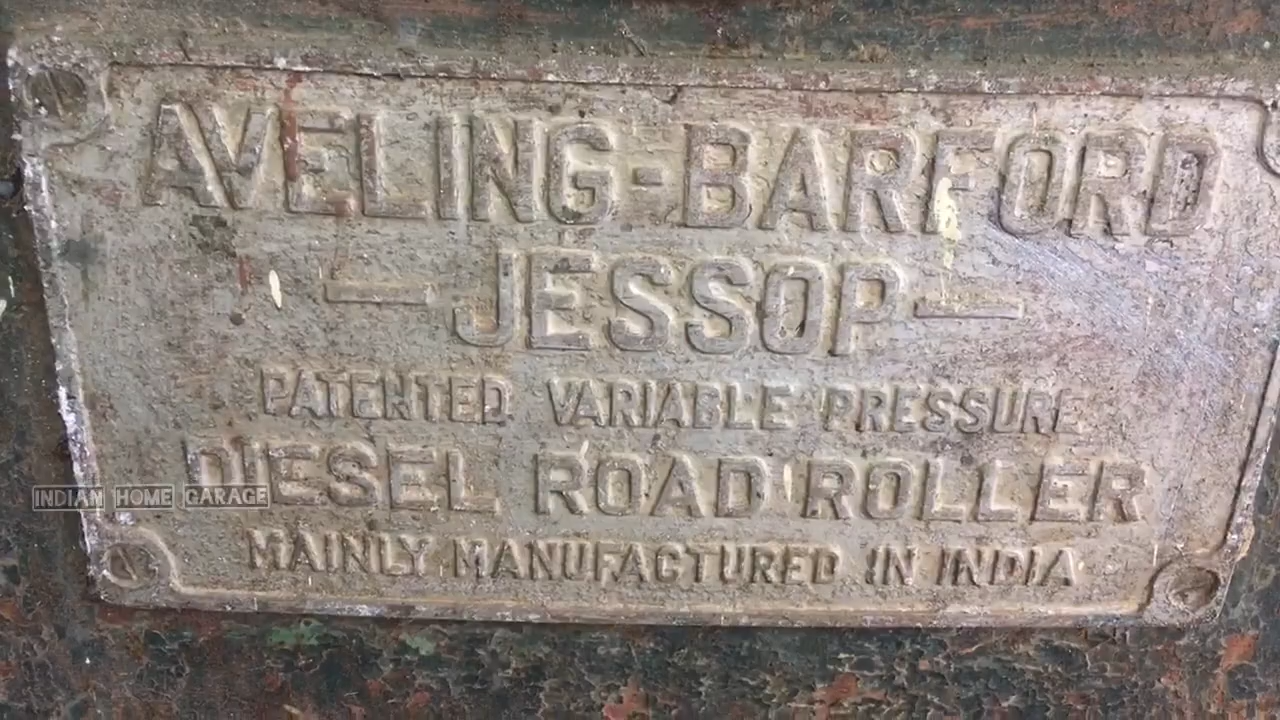 AVELING-BARFORD
—JESSOP—
PATENTED VARIABLE PRESSURE
DIESEL ROAD ROLLER
MAINLY MANUFACTURED IN INDIA
INDIAN HOME GARAGE